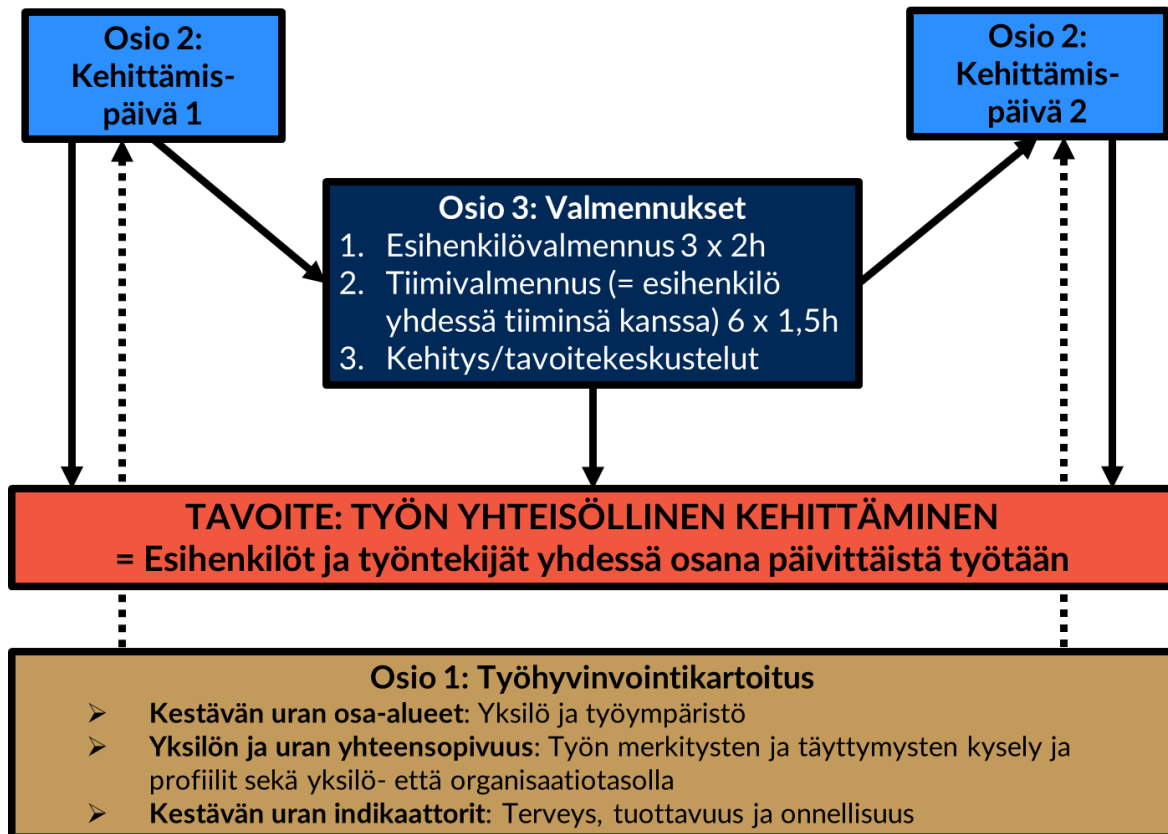 Osio 2:
Kehittämis-
päivä 1
Osio 2:
Kehittämis-
päivä 2
Osio 3: Valmennukset
1. Esihenkilövalmennus 3 x 2h
2. Tiimivalmennus (= esihenkilö
yhdessä tiiminsä kanssa) 6 x 1,5h
3. Kehitys/tavoitekeskustelut
TAVOITE: TYÖN YHTEISÖLLINEN KEHITTÄMINEN
= Esihenkilöt ja työntekijät yhdessä osana päivittäistä työtään
Osio 1: Työhyvinvointikartoitus
➢ Kestävän uran osa-alueet: Yksilö ja työympäristö
➢ Yksilön ja uran yhteensopivuus: Työn merkitysten ja täyttymysten kysely ja
profiilit sekä yksilö- että organisaatiotasolla
➢ Kestävän uran indikaattorit: Terveys, tuottavuus ja onnellisuus